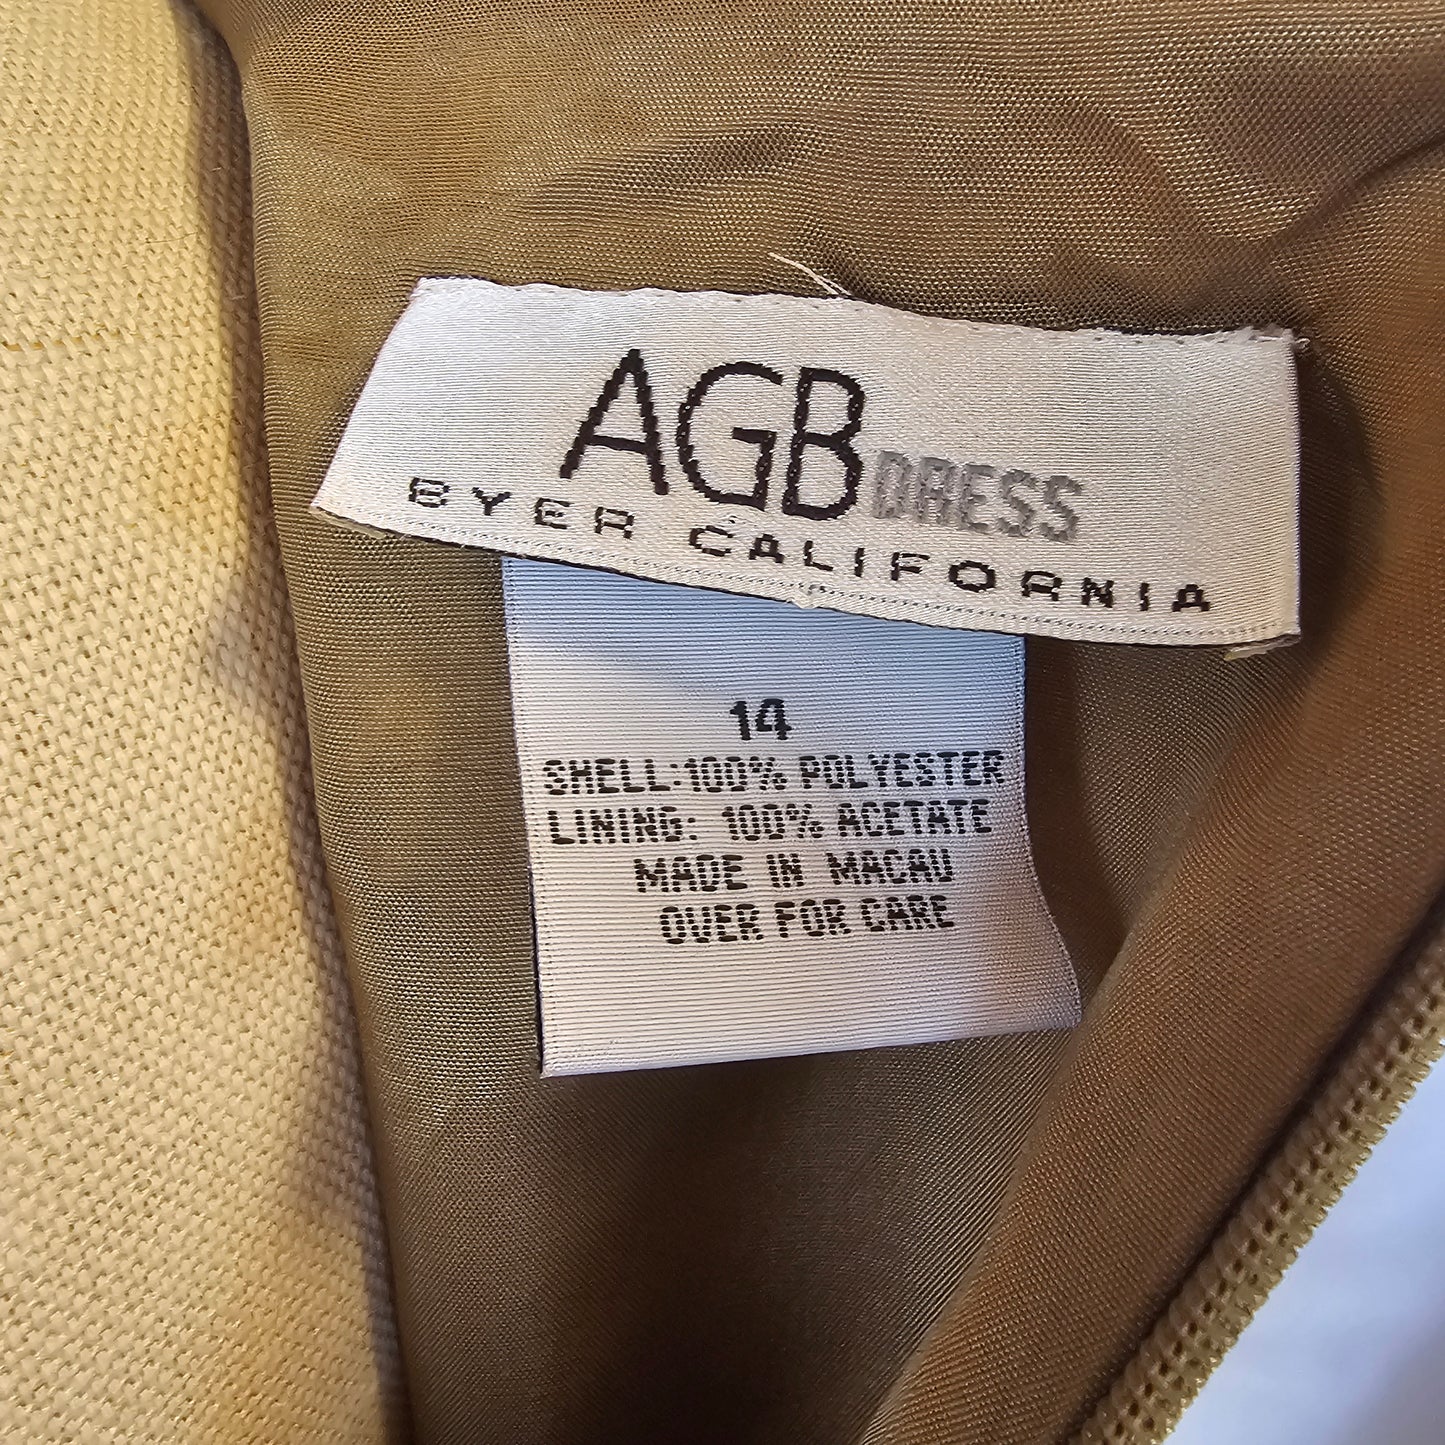 AGB DRESS
BYER CALIFORNIA
14
SHELL:100% POLYESTER
LINING: 100% ACETATE
MADE IN MACAU
OVER FOR CARE